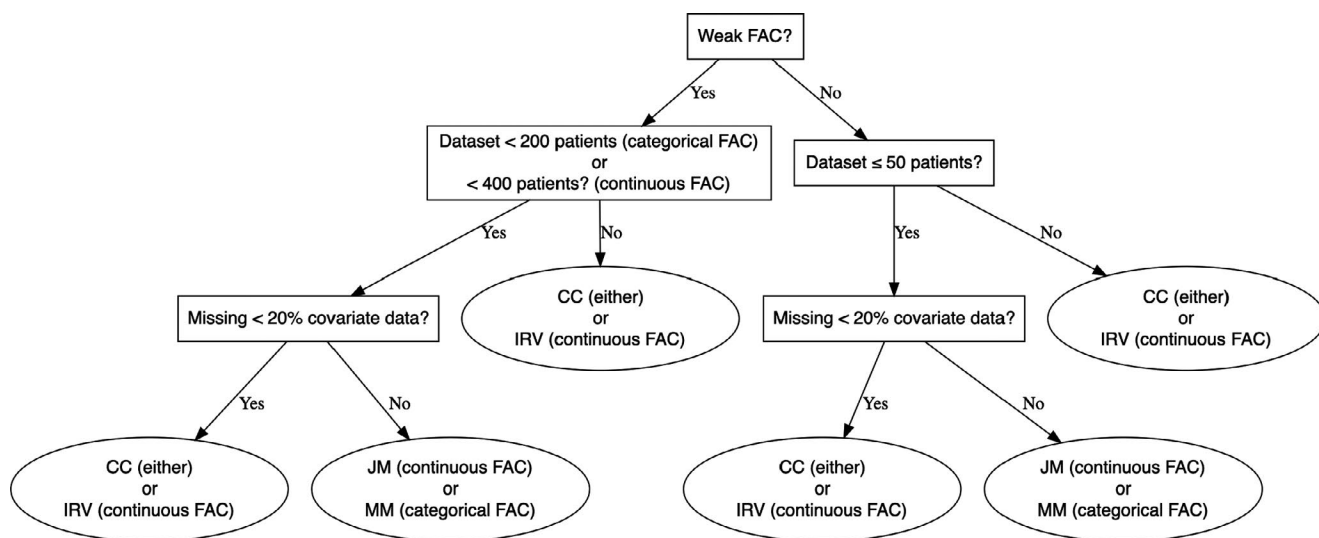 Weak FAC?
Yes
No
Dataset < 200 patients (categorical FAC)
or
< 400 patients? (continuous FAC)
Dataset ≤ 50 patients?
Yes
No
Yes
No
Missing < 20% covariate data?
CC (either)
or
IRV (continuous FAC)
Missing < 20% covariate data?
CC (either)
or
IRV (continuous FAC)
Yes
No
Yes
No
CC (either)
or
IRV (continuous FAC)
JM (continuous FAC)
or
MM (categorical FAC)
CC (either)
or
IRV (continuous FAC)
JM (continuous FAC)
or
MM (categorical FAC)